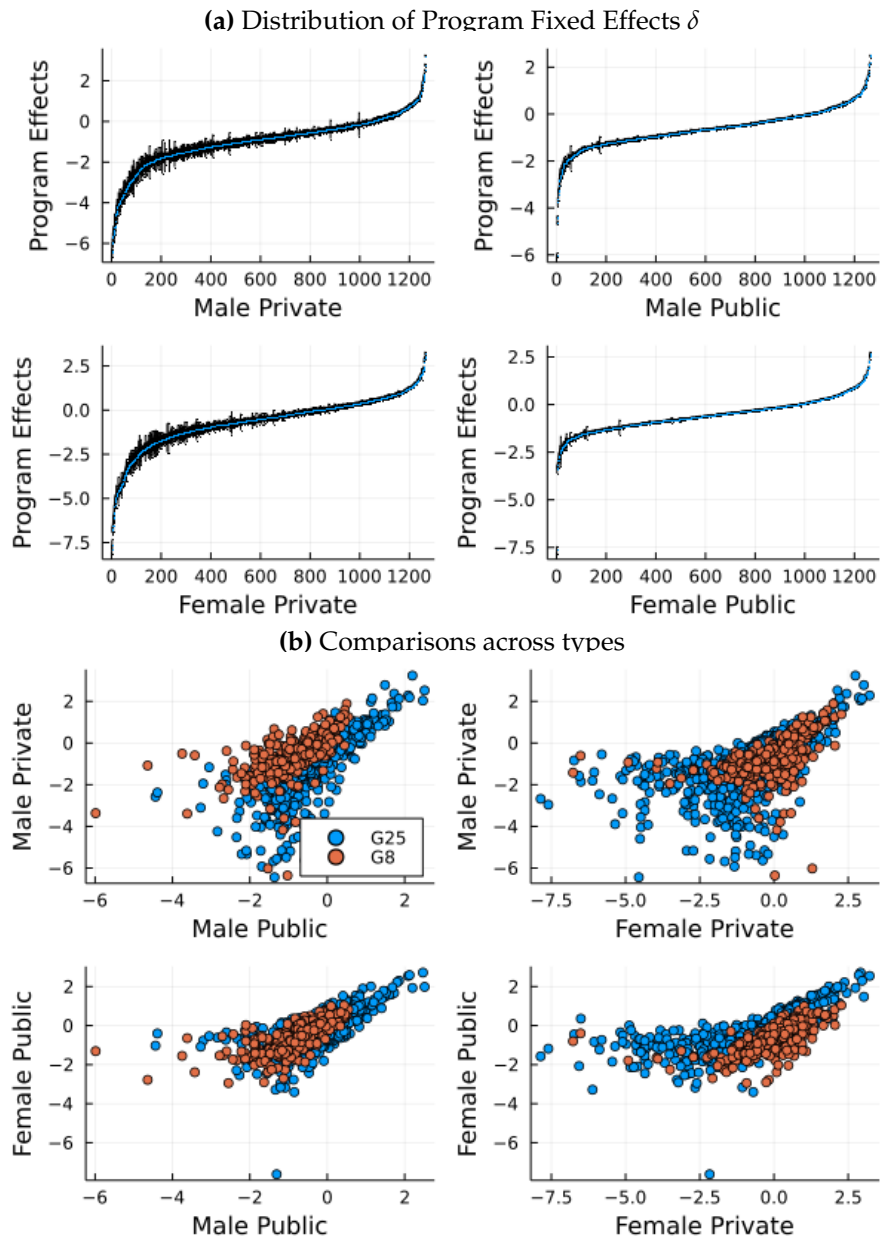 (a) Distribution of Program Fixed Effects δ
Program Effects
2
0
−2
−4
−6
0 200 400 600 800 1000 1200
Male Private
Program Effects
2
0
−2
−4
−6
0 200 400 600 800 1000 1200
Male Public
Program Effects
2.5
0.0
−2.5
−5.0
−7.5
0 200 400 600 800 1000 1200
Female Private
Program Effects
2.5
0.0
−2.5
−5.0
−7.5
0 200 400 600 800 1000 1200
Female Public
(b) Comparisons across types
Male Private
2
0
−2
−4
−6
−6 −4 −2 0 2
Male Public
G25
G8
Male Private
2
0
−2
−4
−6
−7.5 −5.0 −2.5 0.0 2.5
Female Private
Female Public
2
0
−2
−4
−6
−6 −4 −2 0 2
Male Public
Female Public
2
0
−2
−4
−6
−7.5 −5.0 −2.5 0.0 2.5
Female Private